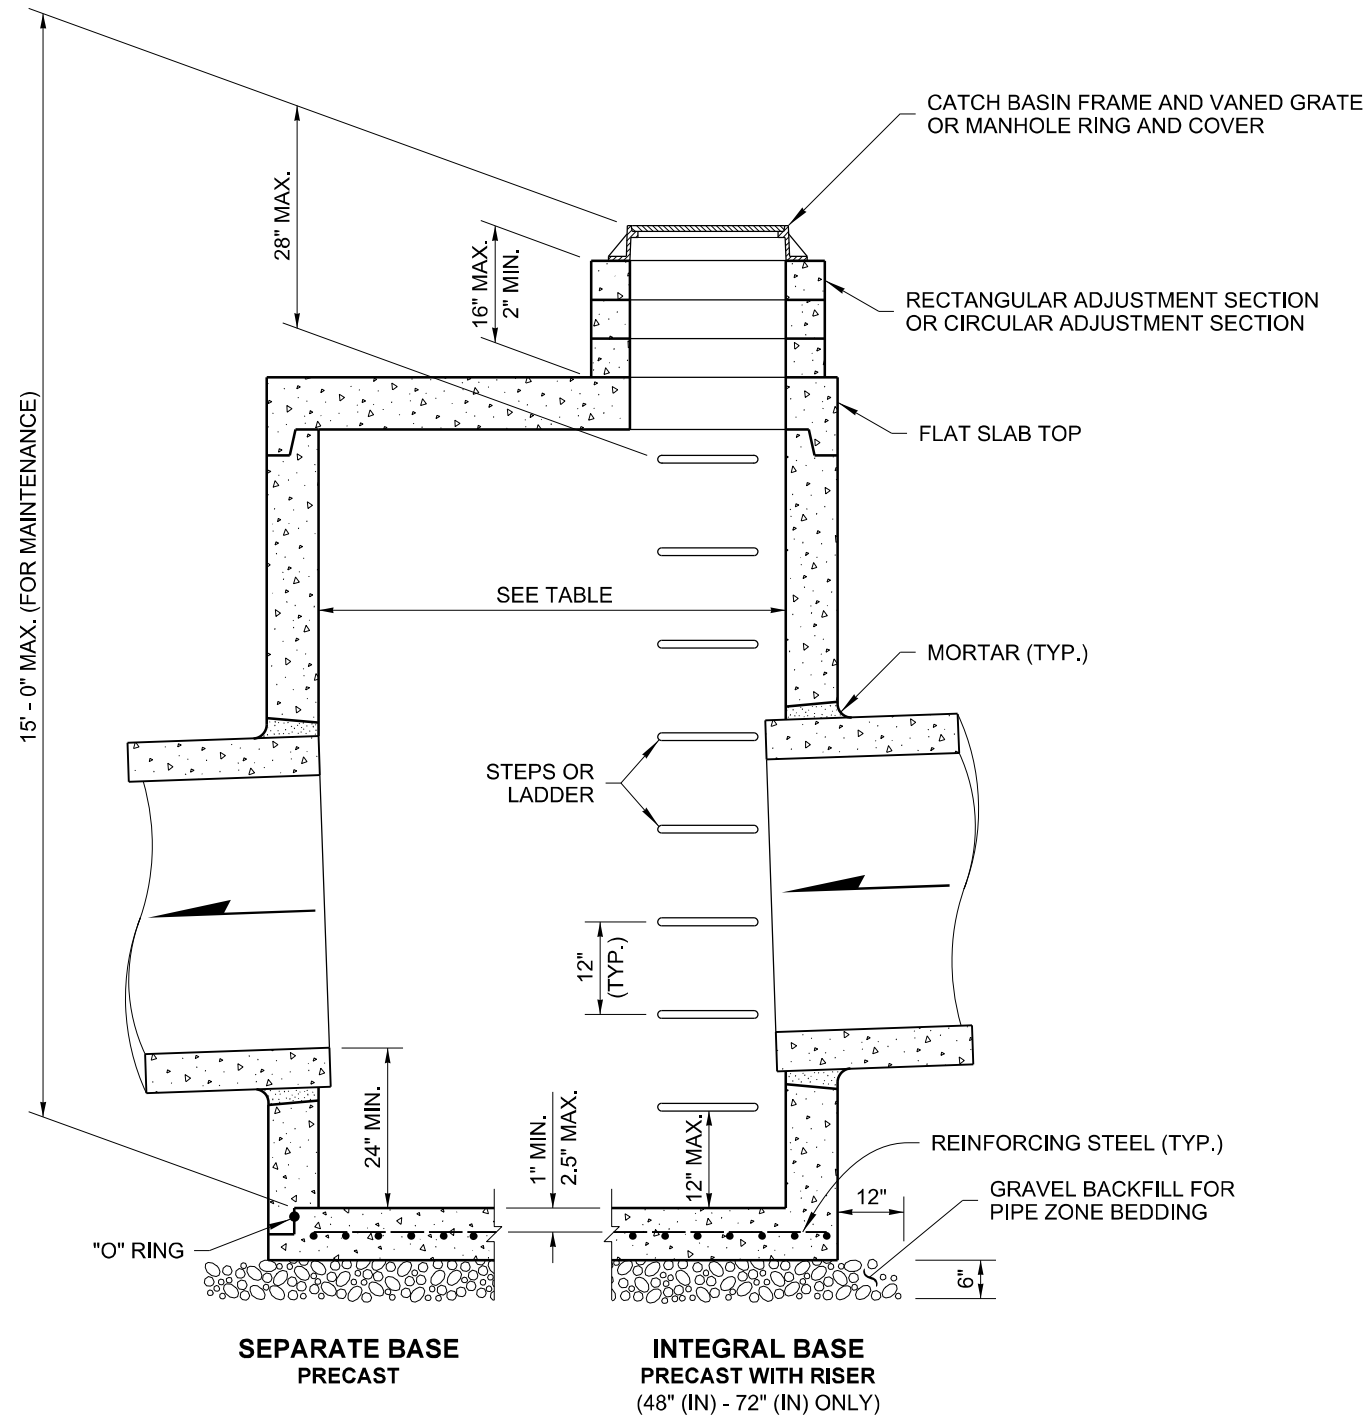 CATCH BASIN FRAME AND VANED GRATE
OR MANHOLE RING AND COVER
28" MAX.
16" MAX.
2" MIN.
RECTANGULAR ADJUSTMENT SECTION
OR CIRCULAR ADJUSTMENT SECTION
15' - 0" MAX. (FOR MAINTENANCE)
FLAT SLAB TOP
SEE TABLE
MORTAR (TYP.)
STEPS OR
LADDER
12"
(TYP.)
24" MIN.
1" MIN.
2.5" MAX.
12" MAX.
REINFORCING STEEL (TYP.)
12"
GRAVEL BACKFILL FOR
PIPE ZONE BEDDING
"O" RING
6"
SEPARATE BASE
PRECAST
INTEGRAL BASE
PRECAST WITH RISER
(48" (IN) - 72" (IN) ONLY)